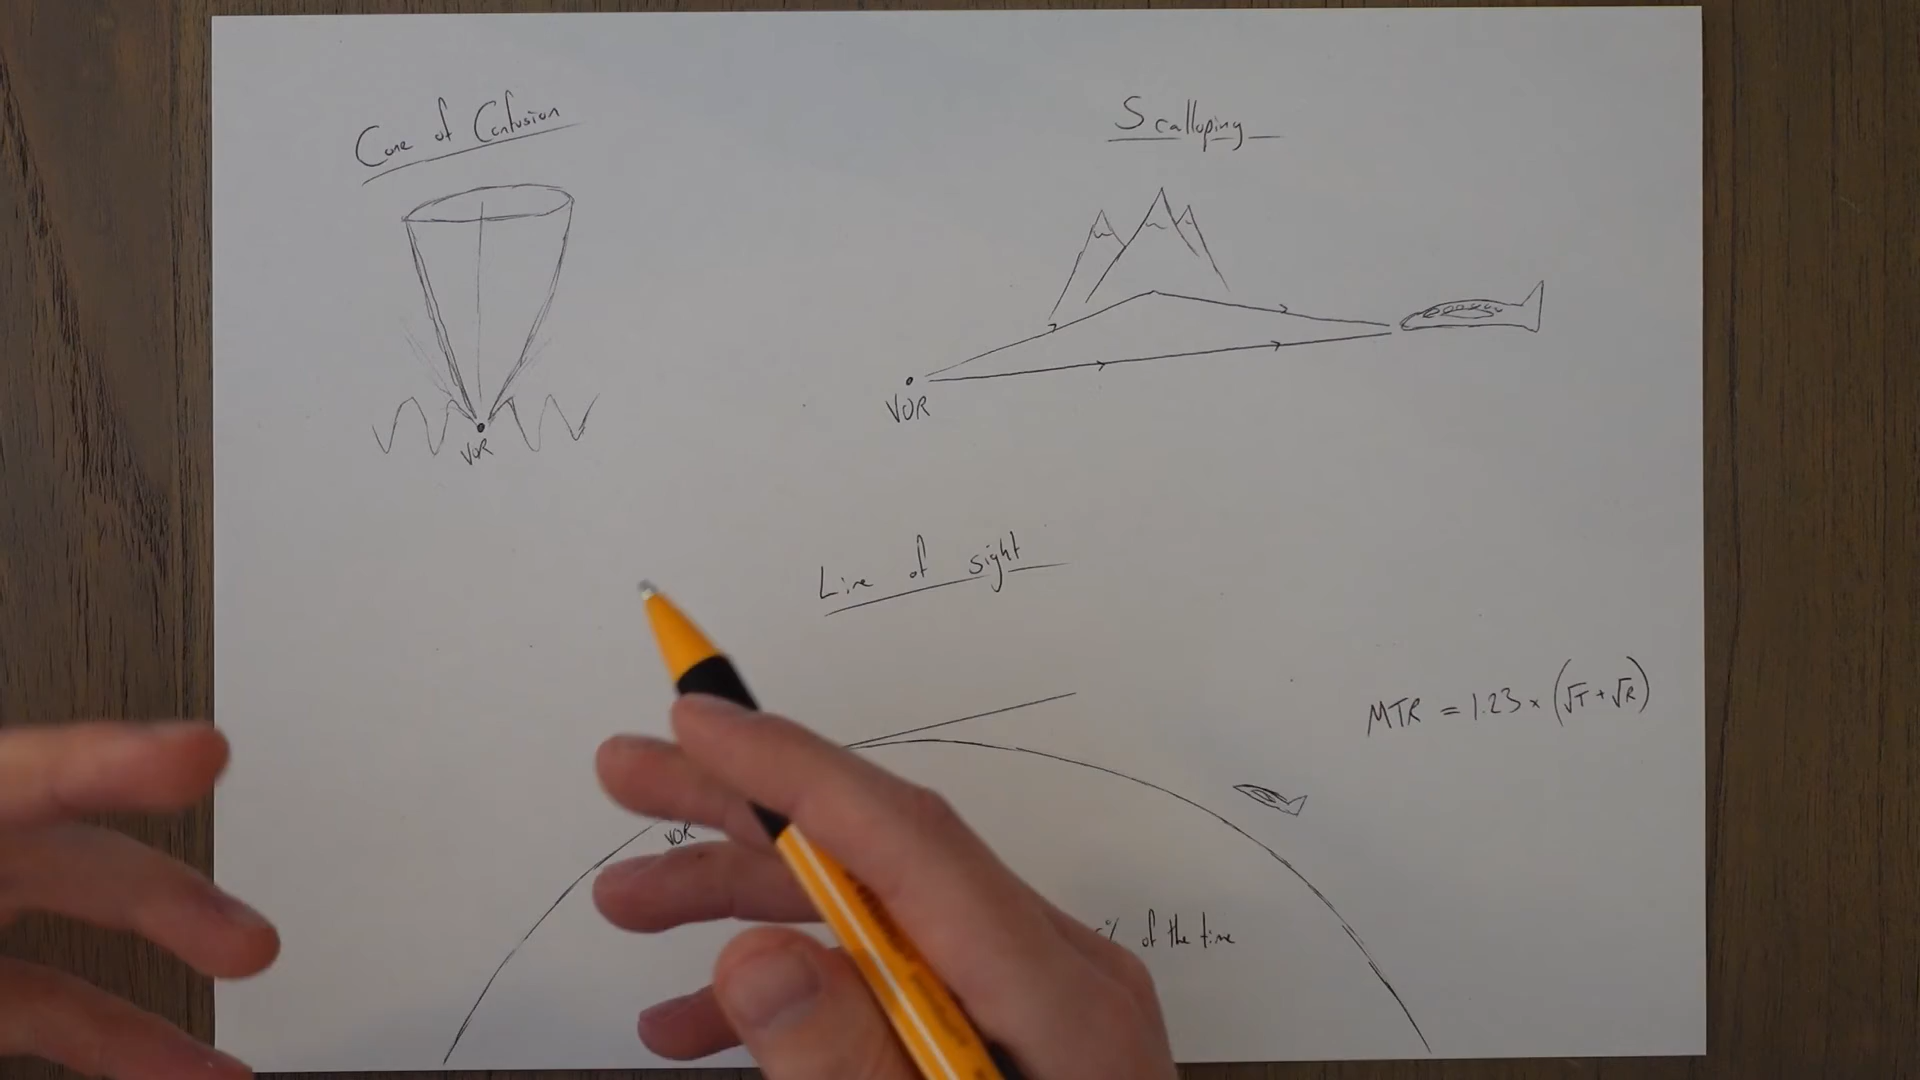 Cone of Confusion
VOR
Scalloping
VOR
Line of sight
MTR = 1.23 × (√T + √R)
VOR
% of the time